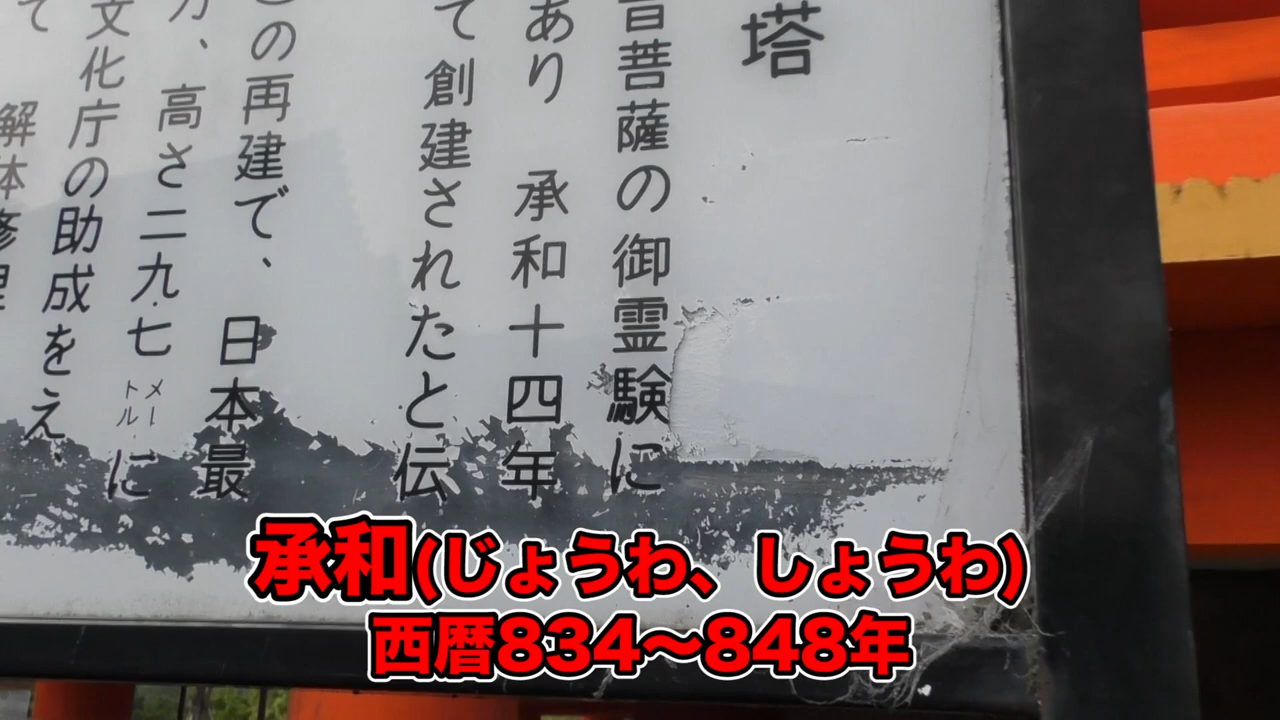 塔
音菩薩の御霊験に
あり 承和十四年
て創建されたと伝
の再建で、日本最
、高さ二九・七メートルに
文化庁の助成をえ、
て 解体修理
承和(じょうわ、しょうわ)
西暦834〜848年